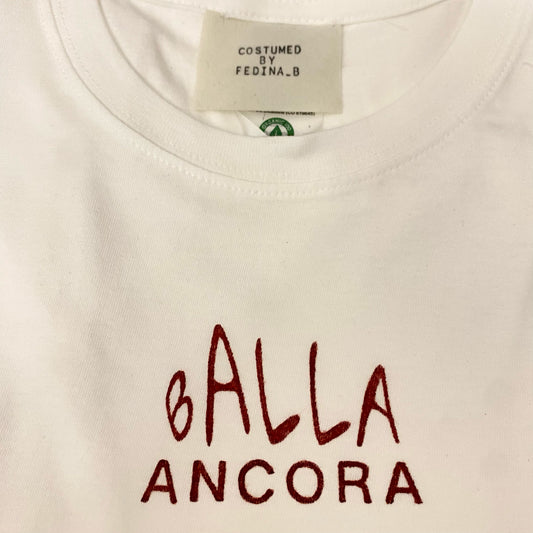 COSTUMED
BY
FEDINA_B
BALLA
ANCORA